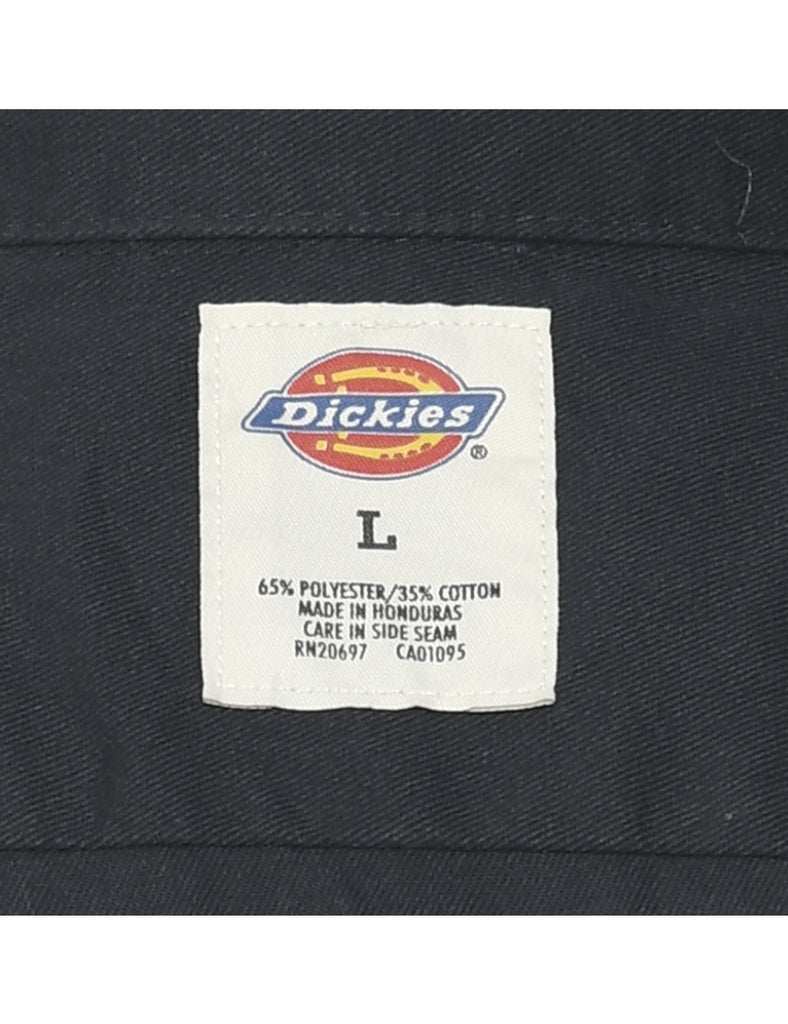 Dickies®
L
65% POLYESTER/35% COTTON
MADE IN HONDURAS
CARE IN SIDE SEAM
RN20697 CA01095